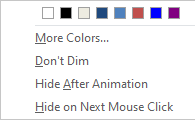 More Colors...
Don't Dim
Hide After Animation
Hide on Next Mouse Click